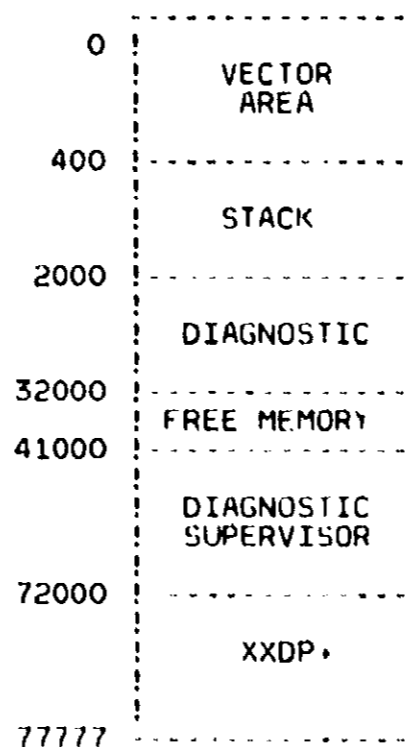 0
VECTOR
AREA
400
STACK
2000
DIAGNOSTIC
32000
FREE MEMORY
41000
DIAGNOSTIC
SUPERVISOR
72000
XXDP+
77777